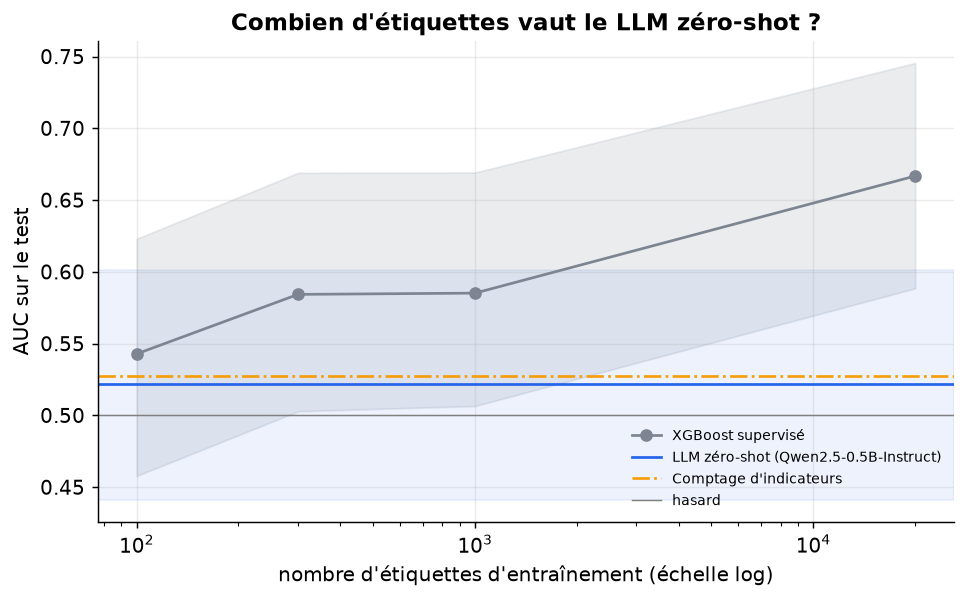 Combien d'étiquettes vaut le LLM zéro-shot ?
AUC sur le test
0.75
0.70
0.65
0.60
0.55
0.50
0.45
XGBoost supervisé
LLM zéro-shot (Qwen2.5-0.5B-Instruct)
Comptage d'indicateurs
hasard
10²
10³
10⁴
nombre d'étiquettes d'entraînement (échelle log)